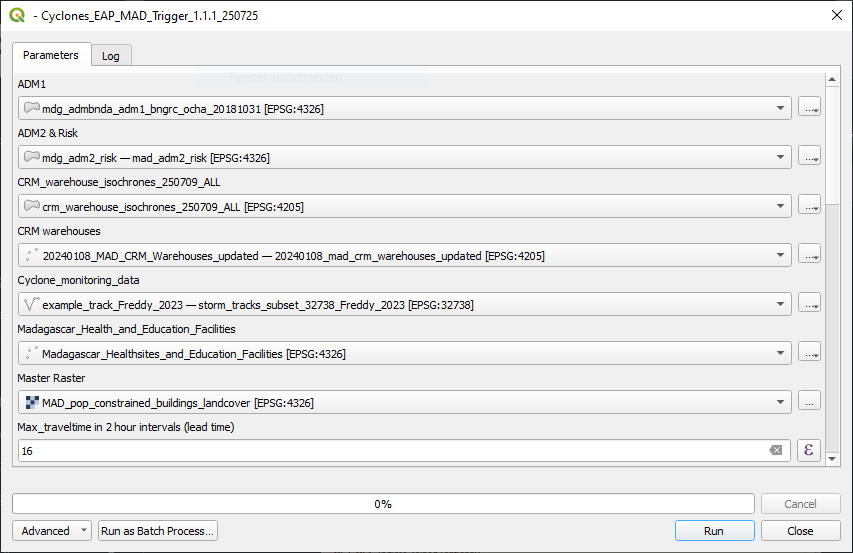 - Cyclones_EAP_MAD_Trigger_1.1.1_250725
Parameters
Log
ADM1
mdg_admbnda_adm1_bngrc_ocha_20181031 [EPSG:4326]
...
ADM2 & Risk
mdg_adm2_risk — mad_adm2_risk [EPSG:4326]
...
CRM_warehouse_isochrones_250709_ALL
crm_warehouse_isochrones_250709_ALL [EPSG:4205]
...
CRM warehouses
20240108_MAD_CRM_Warehouses_updated — 20240108_mad_crm_warehouses_updated [EPSG:4205]
...
Cyclone_monitoring_data
example_track_Freddy_2023 — storm_tracks_subset_32738_Freddy_2023 [EPSG:32738]
...
Madagascar_Health_and_Education_Facilities
Madagascar_Healthsites_and_Education_Facilities [EPSG:4326]
...
Master Raster
MAD_pop_constrained_buildings_landcover [EPSG:4326]
...
Max_traveltime in 2 hour intervals (lead time)
16
ε
0%
Cancel
Advanced
Run as Batch Process...
Run
Close